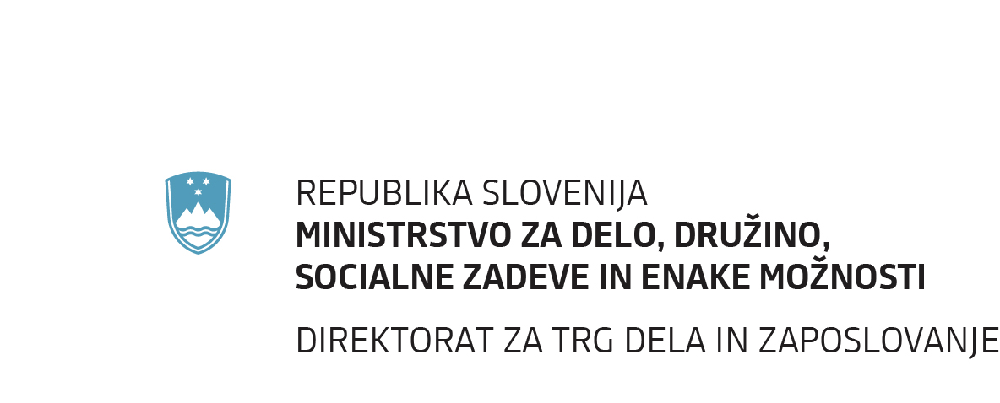 REPUBLIKA SLOVENIJA
MINISTRSTVO ZA DELO, DRUŽINO,
SOCIALNE ZADEVE IN ENAKE MOŽNOSTI
DIREKTORAT ZA TRG DELA IN ZAPOSLOVANJE